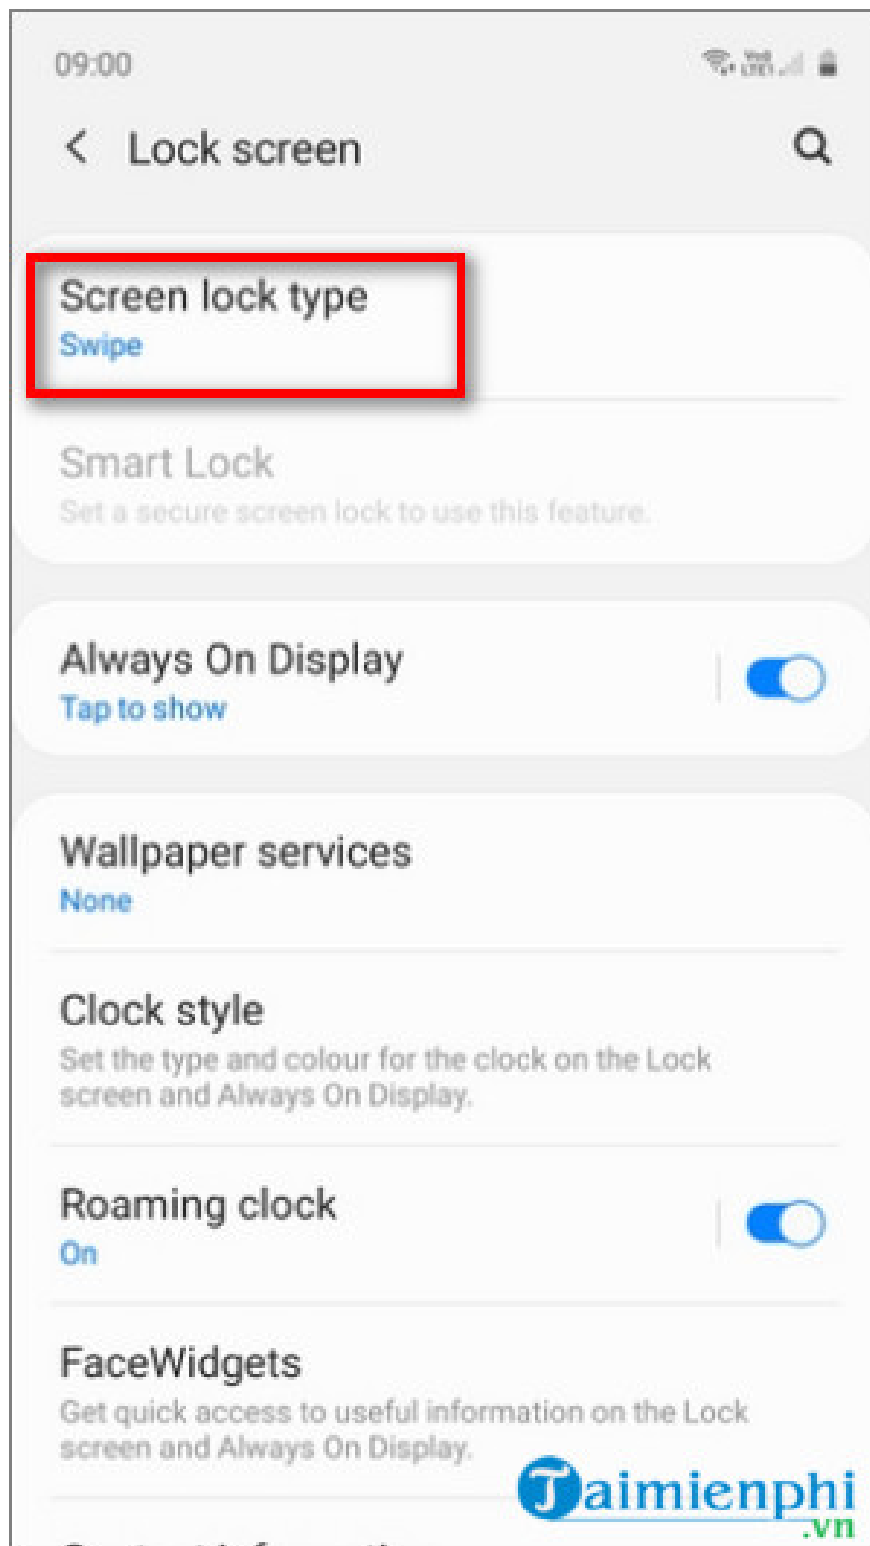 09:00
Lock screen
Screen lock type
Swipe
Smart Lock
Set a secure screen lock to use this feature.
Always On Display
Tap to show
Wallpaper services
None
Clock style
Set the type and colour for the clock on the Lock
screen and Always On Display.
Roaming clock
On
FaceWidgets
Get quick access to useful information on the Lock
screen and Always On Display.
Taimienphi
.vn